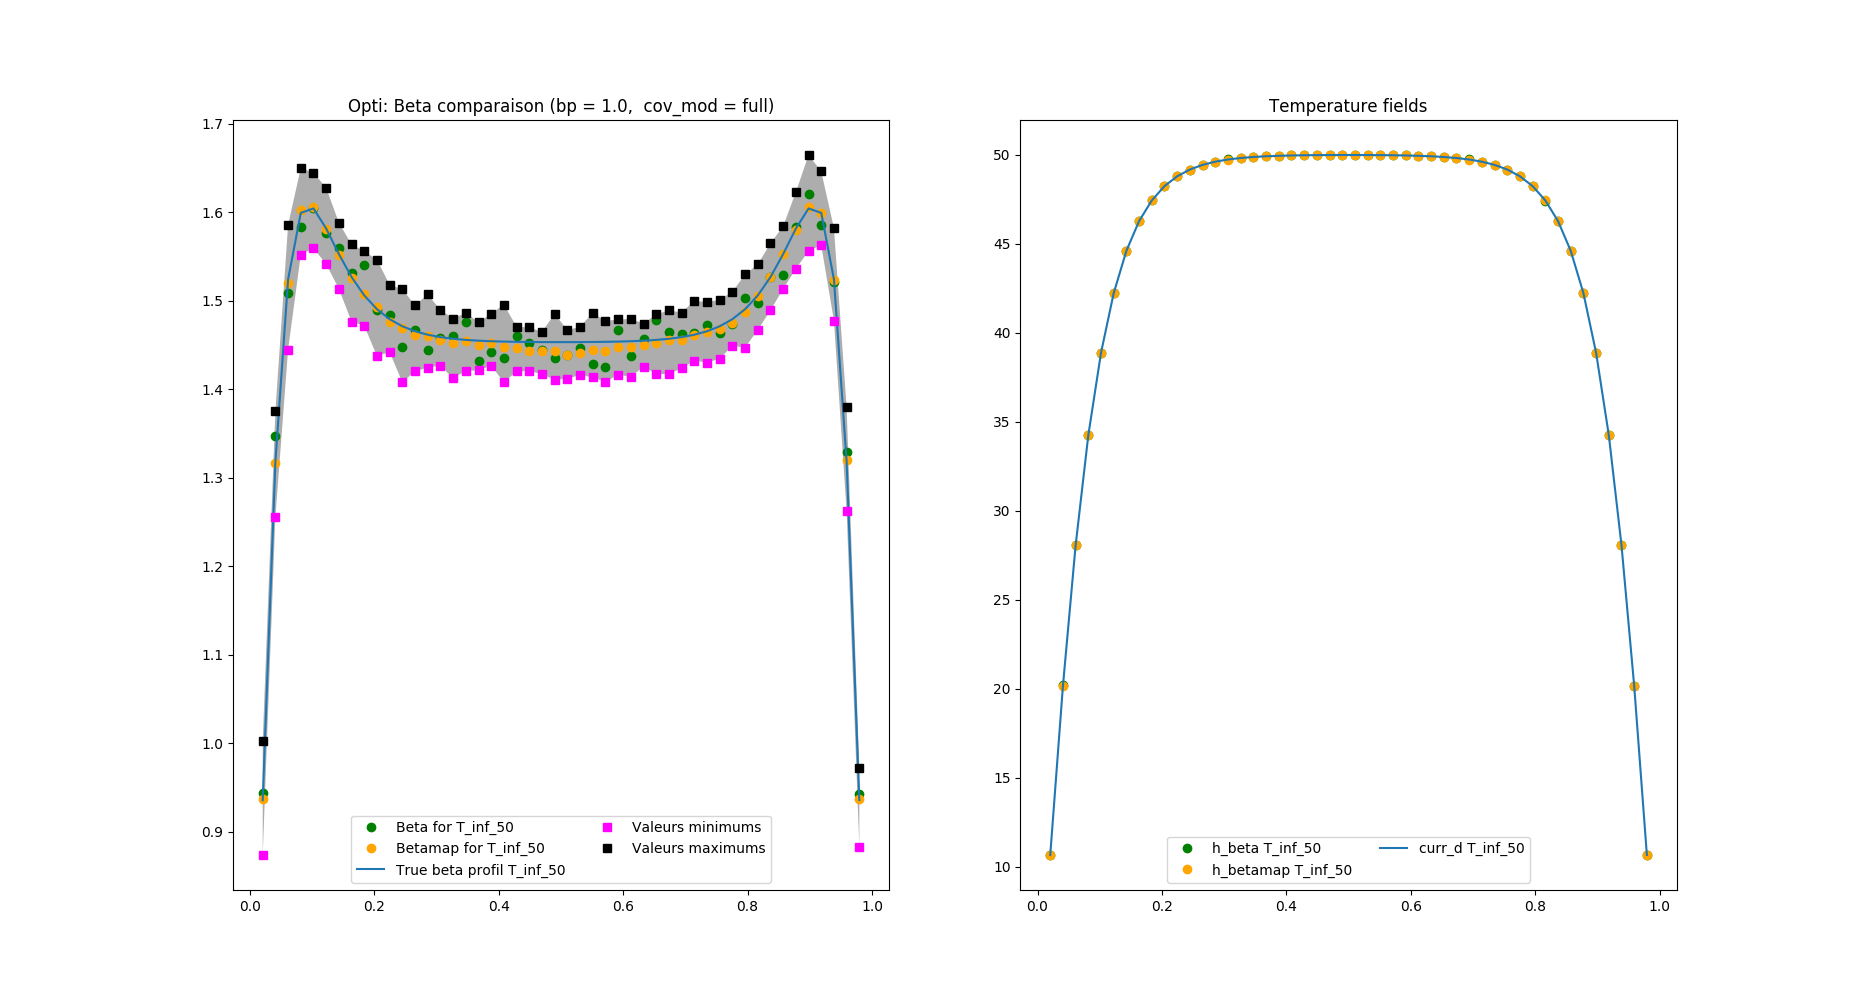 Opti: Beta comparaison (bp = 1.0,  cov_mod = full)
1.7
1.6
1.5
1.4
1.3
1.2
1.1
1.0
0.9
0.0 0.2 0.4 0.6 0.8 1.0
Beta for T_inf_50
Betamap for T_inf_50
True beta profil T_inf_50
Valeurs minimums
Valeurs maximums
Temperature fields
50
45
40
35
30
25
20
15
10
0.0 0.2 0.4 0.6 0.8 1.0
h_beta T_inf_50
h_betamap T_inf_50
curr_d T_inf_50